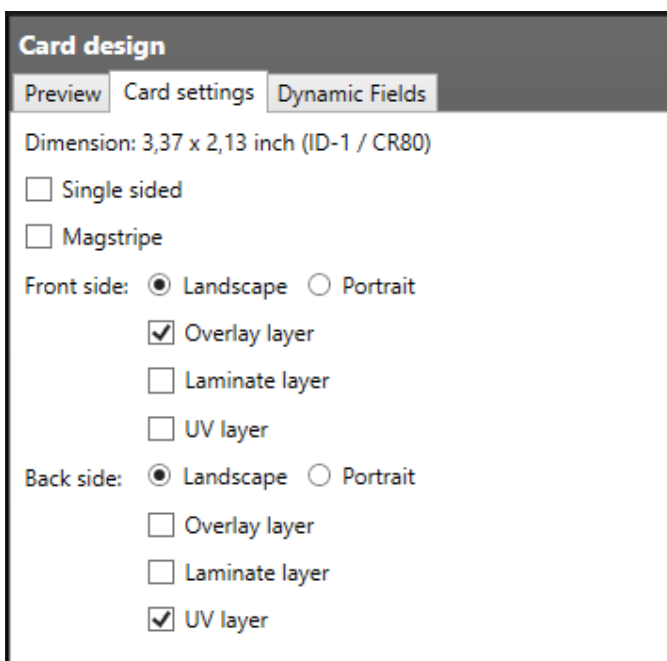 Card design
Preview Card settings Dynamic Fields
Dimension: 3,37 x 2,13 inch (ID-1 / CR80)
Single sided
Magstripe
Front side: Landscape Portrait
Overlay layer
Laminate layer
UV layer
Back side: Landscape Portrait
Overlay layer
Laminate layer
UV layer